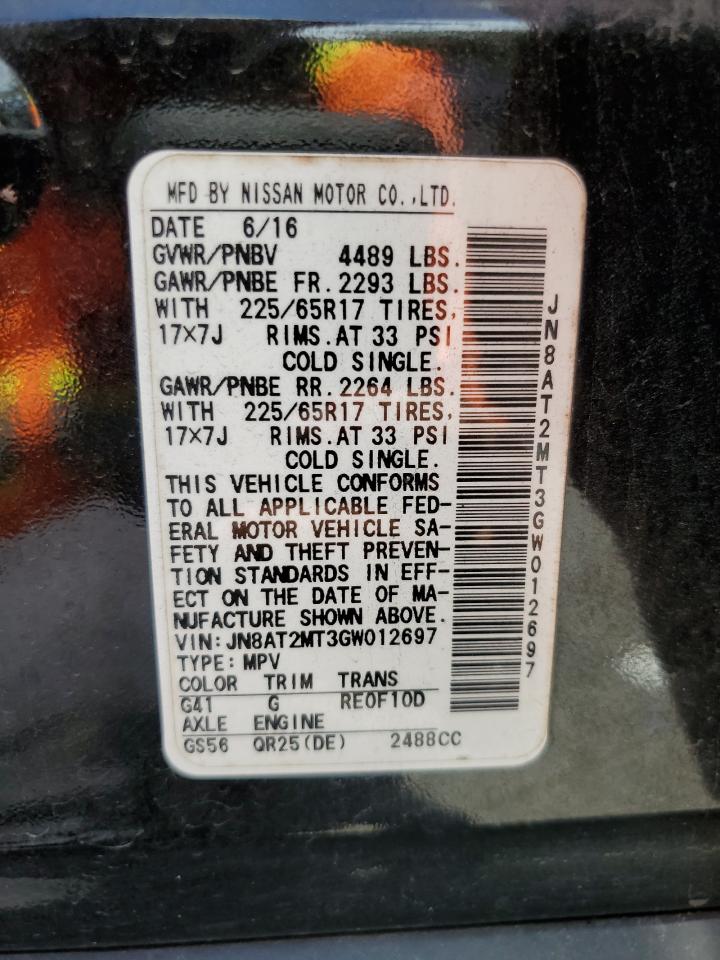 MFD BY NISSAN MOTOR CO.,LTD.
DATE 6/16
GVWR/PNBV 4489 LBS.
GAWR/PNBE FR. 2293 LBS.
WITH 225/65R17 TIRES,
17×7J RIMS.AT 33 PSI
COLD SINGLE.
GAWR/PNBE RR. 2264 LBS.
WITH 225/65R17 TIRES,
17×7J RIMS.AT 33 PSI
COLD SINGLE.
THIS VEHICLE CONFORMS
TO ALL APPLICABLE FED-
ERAL MOTOR VEHICLE SA-
FETY AND THEFT PREVEN-
TION STANDARDS IN EFF-
ECT ON THE DATE OF MA-
NUFACTURE SHOWN ABOVE.
VIN:JN8AT2MT3GW012697
TYPE:MPV
COLOR TRIM TRANS
G41 G RE0F10D
AXLE ENGINE
GS56 QR25(DE) 2488CC
JN8AT2MT3GW012697